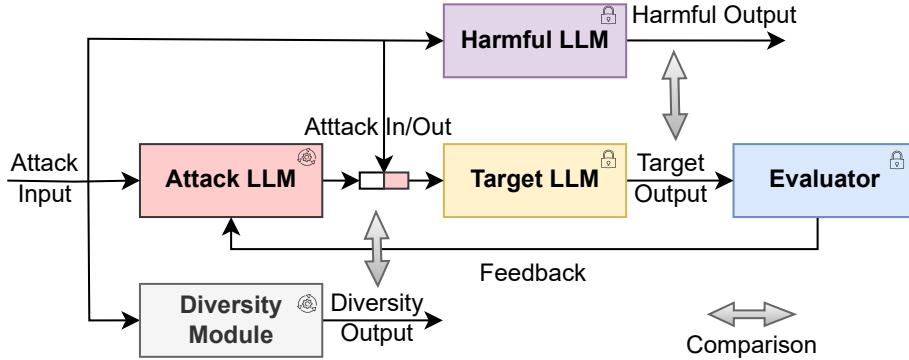 Harmful LLM
Harmful Output
Atttack In/Out
Attack
Input
Attack LLM
Target LLM
Target
Output
Evaluator
Feedback
Diversity
Module
Diversity
Output
Comparison